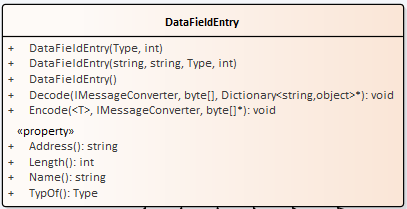 DataFieldEntry
+ DataFieldEntry(Type, int)
+ DataFieldEntry(string, string, Type, int)
+ DataFieldEntry()
+ Decode(IMessageConverter, byte[], Dictionary<string,object>*): void
+ Encode(<T>, IMessageConverter, byte[]*): void
«property»
+ Address(): string
+ Length(): int
+ Name(): string
+ TypOf(): Type